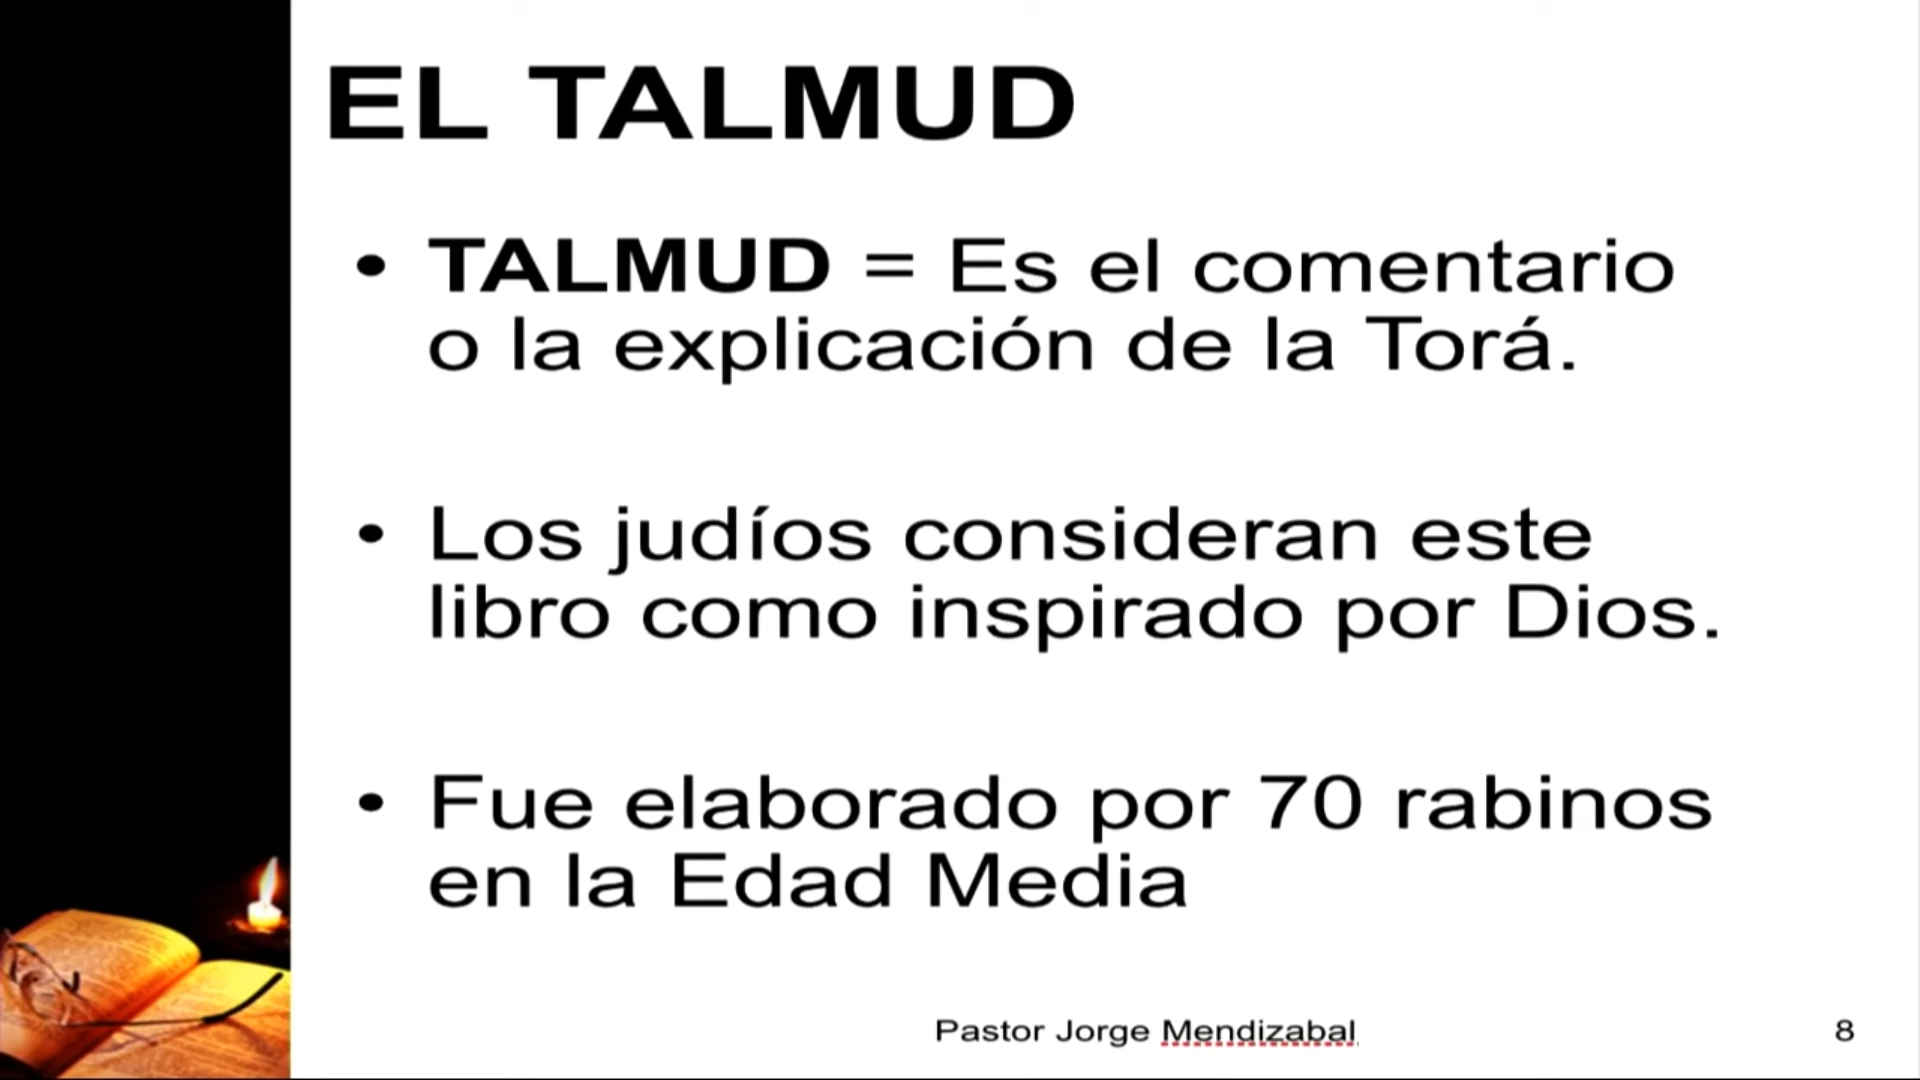 EL TALMUD
• TALMUD = Es el comentario
o la explicación de la Torá.
• Los judíos consideran este
libro como inspirado por Dios.
• Fue elaborado por 70 rabinos
en la Edad Media
Pastor Jorge Mendizabal
8